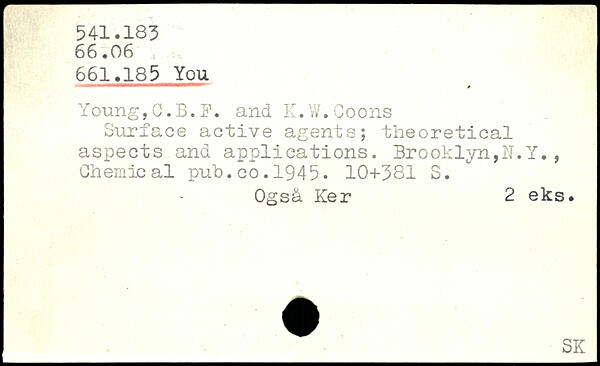 541.183
66.06
661.185 You
Young,C.B.F. and K.W.Coons
Surface active agents; theoretical
aspects and applications. Brooklyn,N.Y.,
Chemical pub.co.1945. 10+381 S.
Også Ker 2 eks.
SK